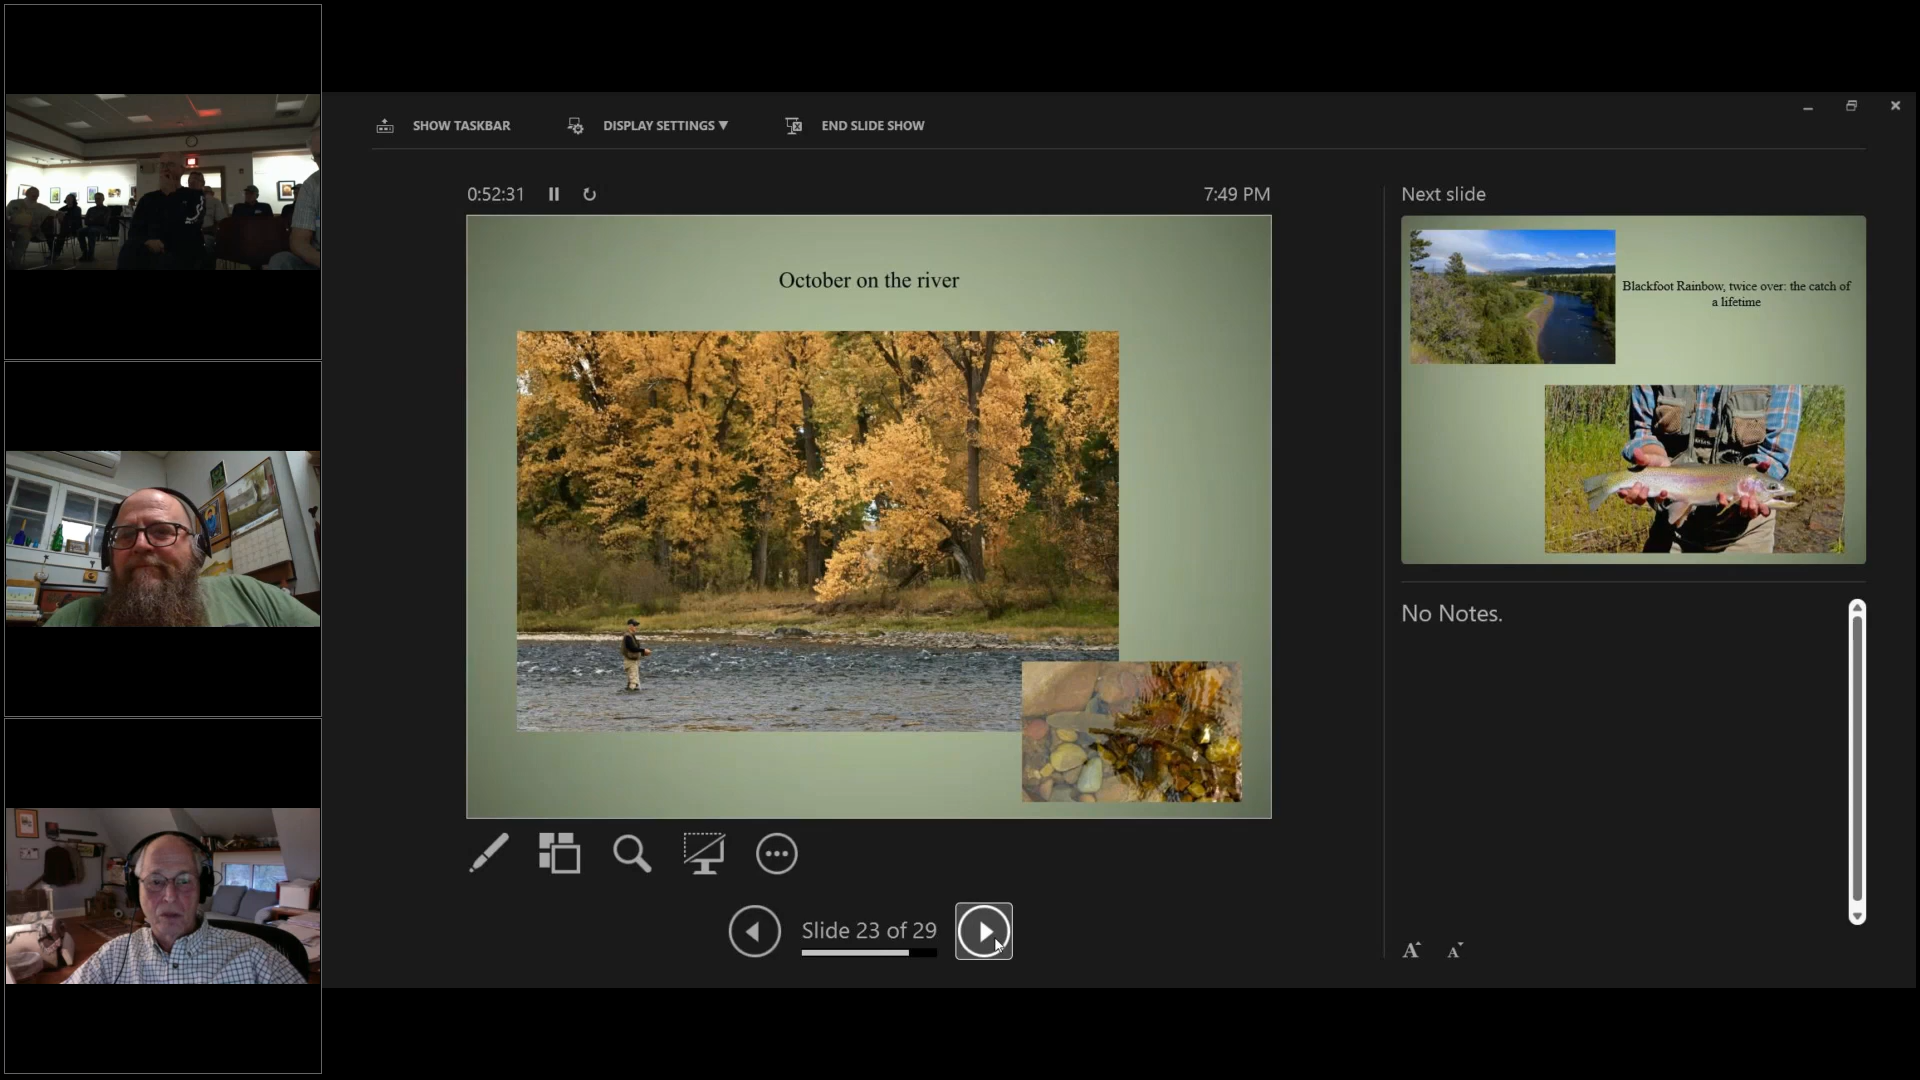 SHOW TASKBAR
DISPLAY SETTINGS ▼
END SLIDE SHOW
0:52:31
7:49 PM
Next slide
October on the river
Blackfoot Rainbow, twice over: the catch of
a lifetime
No Notes.
Slide 23 of 29
A
A